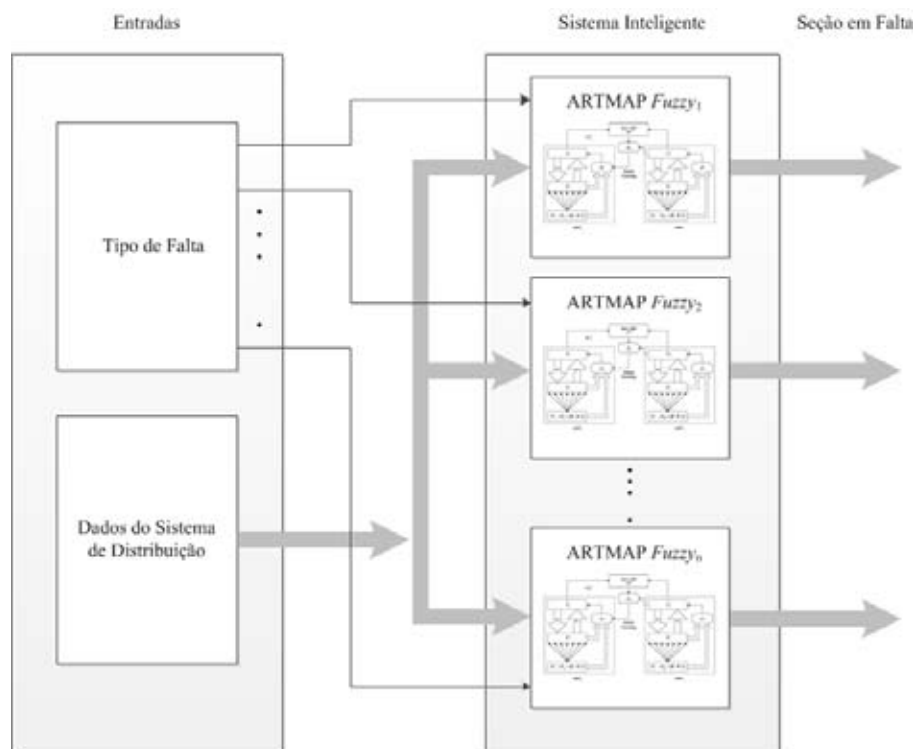 Entradas
Sistema Inteligente
Seção em Falta
Tipo de Falta
Dados do Sistema
de Distribuição
ARTMAP Fuzzy₁
ARTMAP Fuzzy₂
ARTMAP Fuzzyₙ